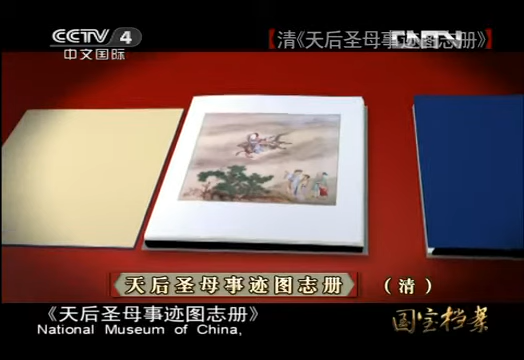 CCTV 4
中文国际
【清《天后圣母事迹图志册》】
CNTV
天后圣母事迹图志册
（清）
《天后圣母事迹图志册》
National Museum of China,
国宝档案